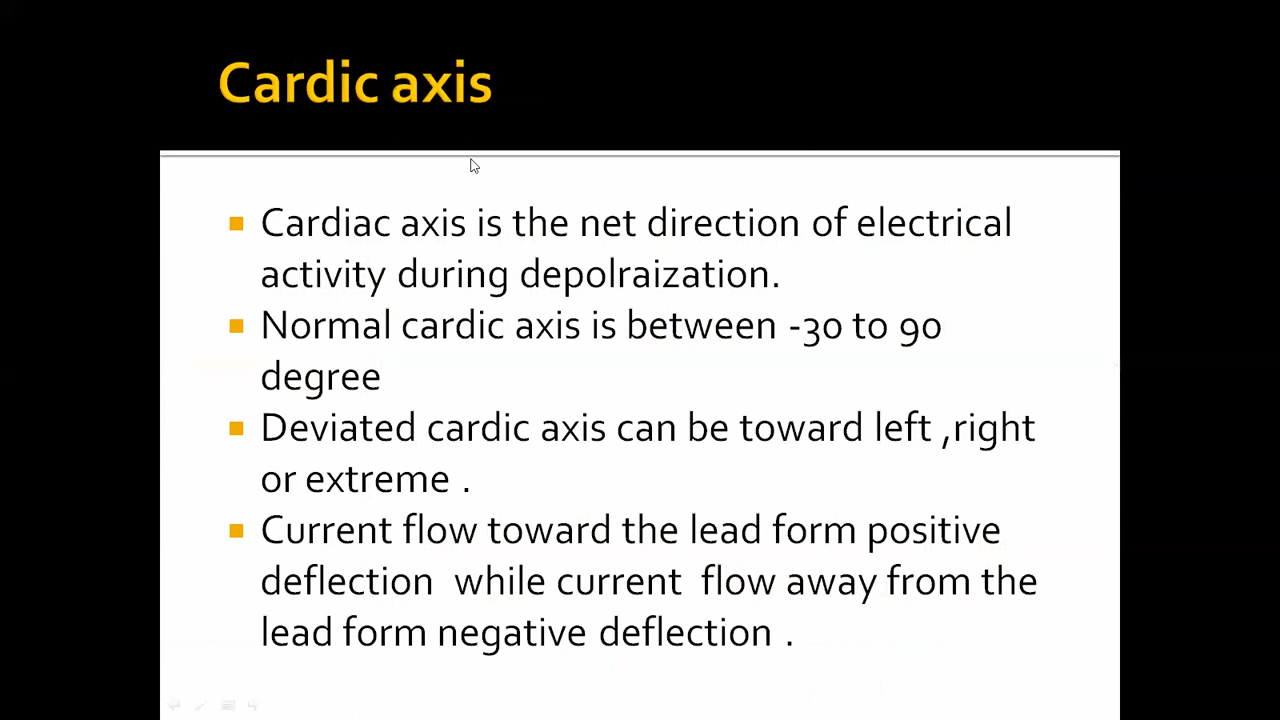 Cardic axis
Cardiac axis is the net direction of electrical
activity during depolraization.
Normal cardic axis is between -30 to 90
degree
Deviated cardic axis can be toward left ,right
or extreme .
Current flow toward the lead form positive
deflection  while current  flow away from the
lead form negative deflection .